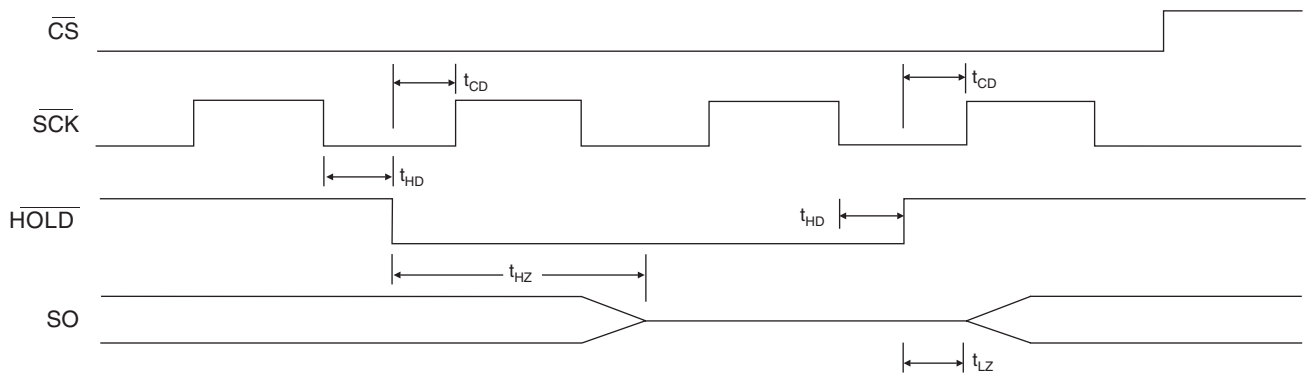 CS
t_CD t_CD
SCK
t_HD
HOLD t_HD
t_HZ
SO
t_LZ